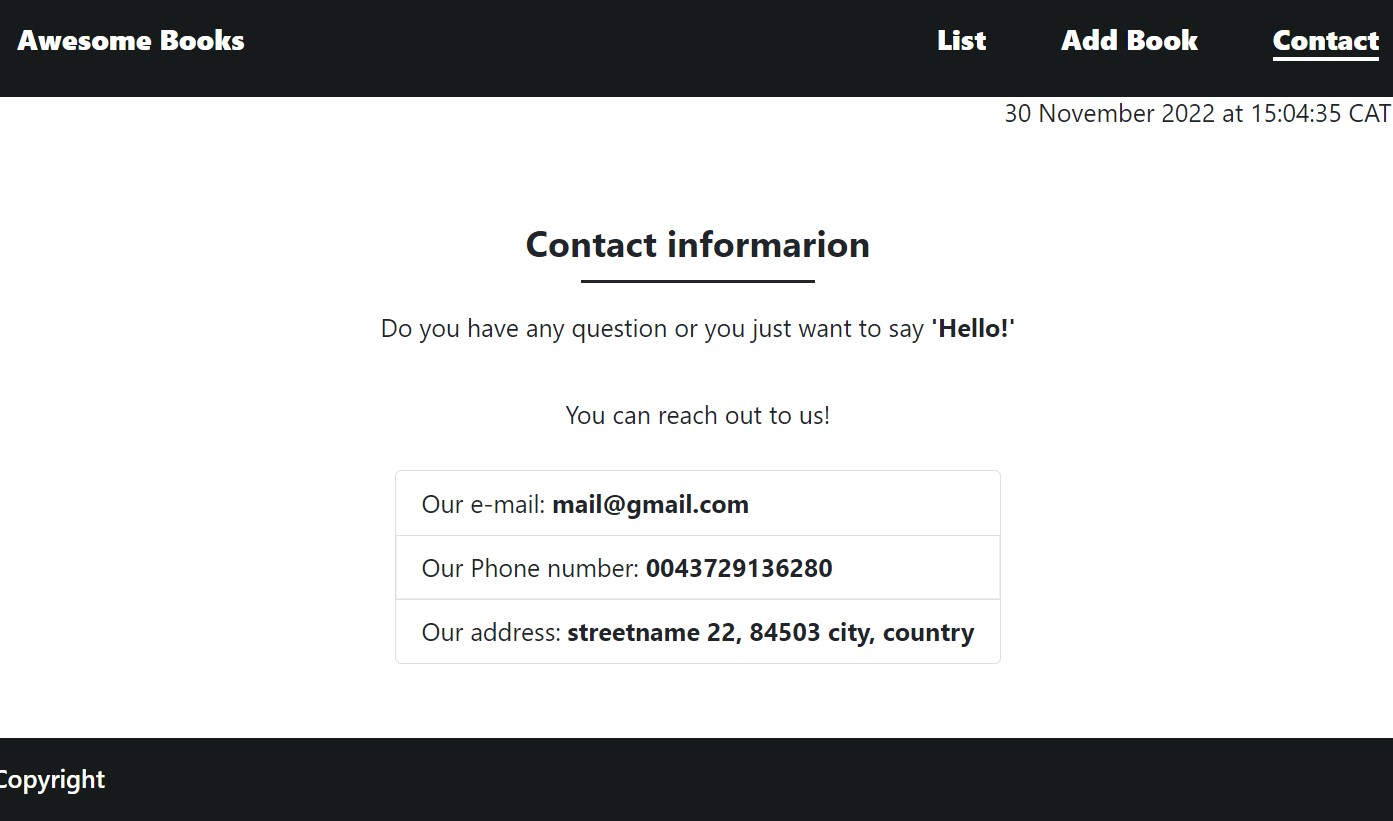 Awesome Books List Add Book Contact
30 November 2022 at 15:04:35 CAT
Contact informarion
Do you have any question or you just want to say 'Hello!'
You can reach out to us!
Our e-mail: mail@gmail.com
Our Phone number: 0043729136280
Our address: streetname 22, 84503 city, country
Copyright